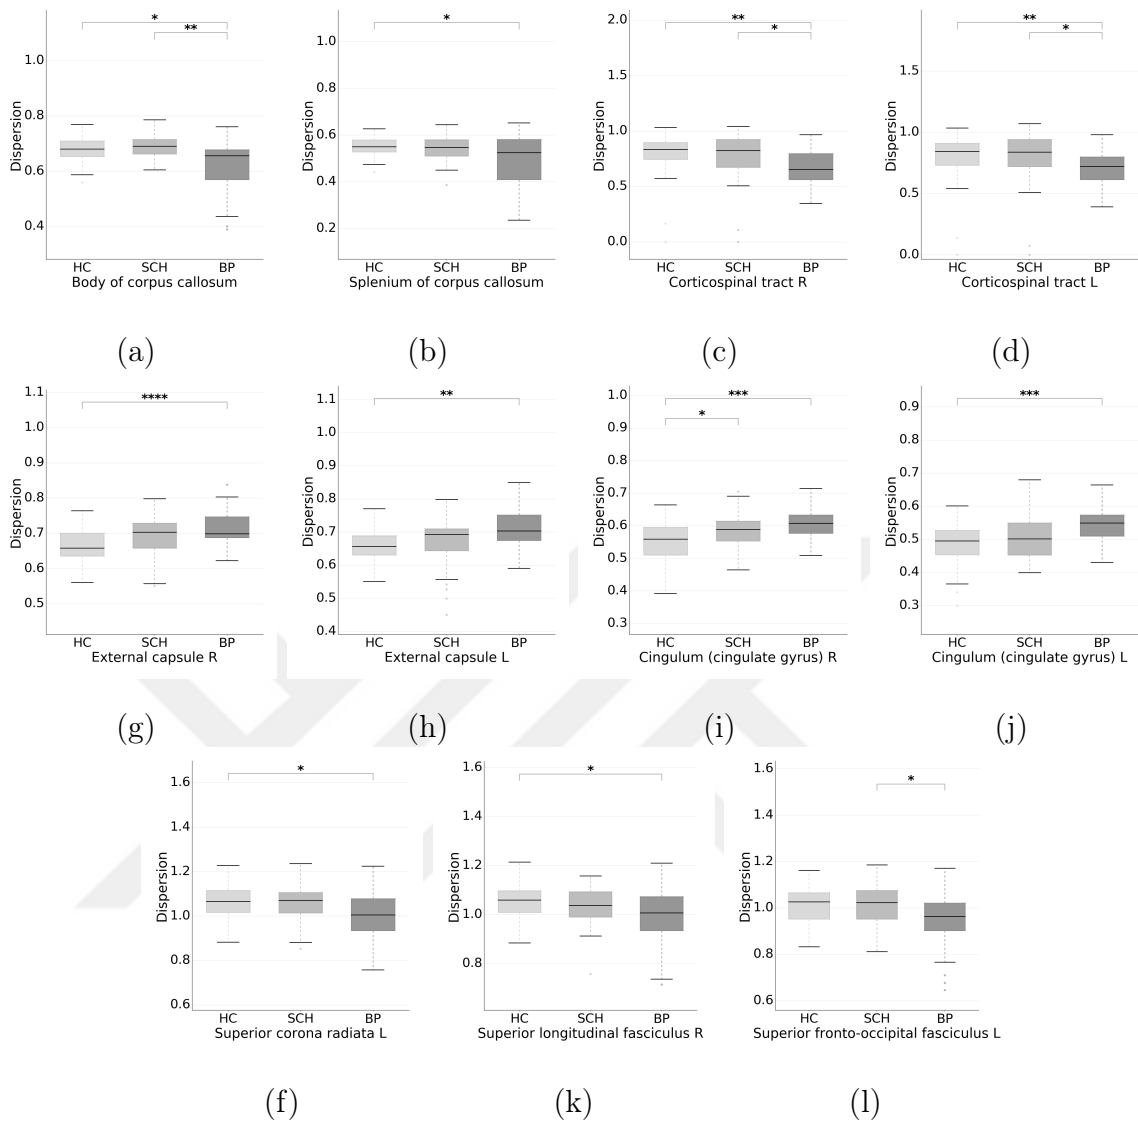 * ** * ** * ** *
Dispersion 1.0 0.8 0.6 0.4 Dispersion 1.0 0.8 0.6 0.4 0.2 Dispersion 2.0 1.5 1.0 0.5 0.0 Dispersion 1.5 1.0 0.5 0.0
HC SCH BP HC SCH BP HC SCH BP HC SCH BP
Body of corpus callosum Splenium of corpus callosum Corticospinal tract R Corticospinal tract L
(a) (b) (c) (d)
**** ** *** * ***
Dispersion 1.1 1.0 0.9 0.8 0.7 0.6 0.5 Dispersion 1.1 1.0 0.9 0.8 0.7 0.6 0.5 0.4 Dispersion 1.0 0.9 0.8 0.7 0.6 0.5 0.4 0.3 Dispersion 0.9 0.8 0.7 0.6 0.5 0.4 0.3
HC SCH BP HC SCH BP HC SCH BP HC SCH BP
External capsule R External capsule L Cingulum (cingulate gyrus) R Cingulum (cingulate gyrus) L
(g) (h) (i) (j)
* * *
Dispersion 1.6 1.4 1.2 1.0 0.8 0.6 Dispersion 1.6 1.4 1.2 1.0 0.8 Dispersion 1.6 1.4 1.2 1.0 0.8 0.6
HC SCH BP HC SCH BP HC SCH BP
Superior corona radiata L Superior longitudinal fasciculus R Superior fronto-occipital fasciculus L
(f) (k) (l)